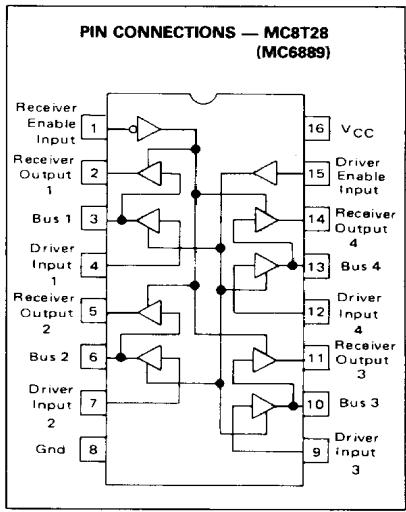 PIN CONNECTIONS — MC8T28
(MC6889)
Receiver
Enable
Input
1
Receiver
Output
1
2
Bus 1
3
Driver
Input
1
4
Receiver
Output
2
5
Bus 2
6
Driver
Input
2
7
Gnd
8
16
VCC
15
Driver
Enable
Input
14
Receiver
Output
4
13
Bus 4
12
Driver
Input
4
11
Receiver
Output
3
10
Bus 3
9
Driver
Input
3